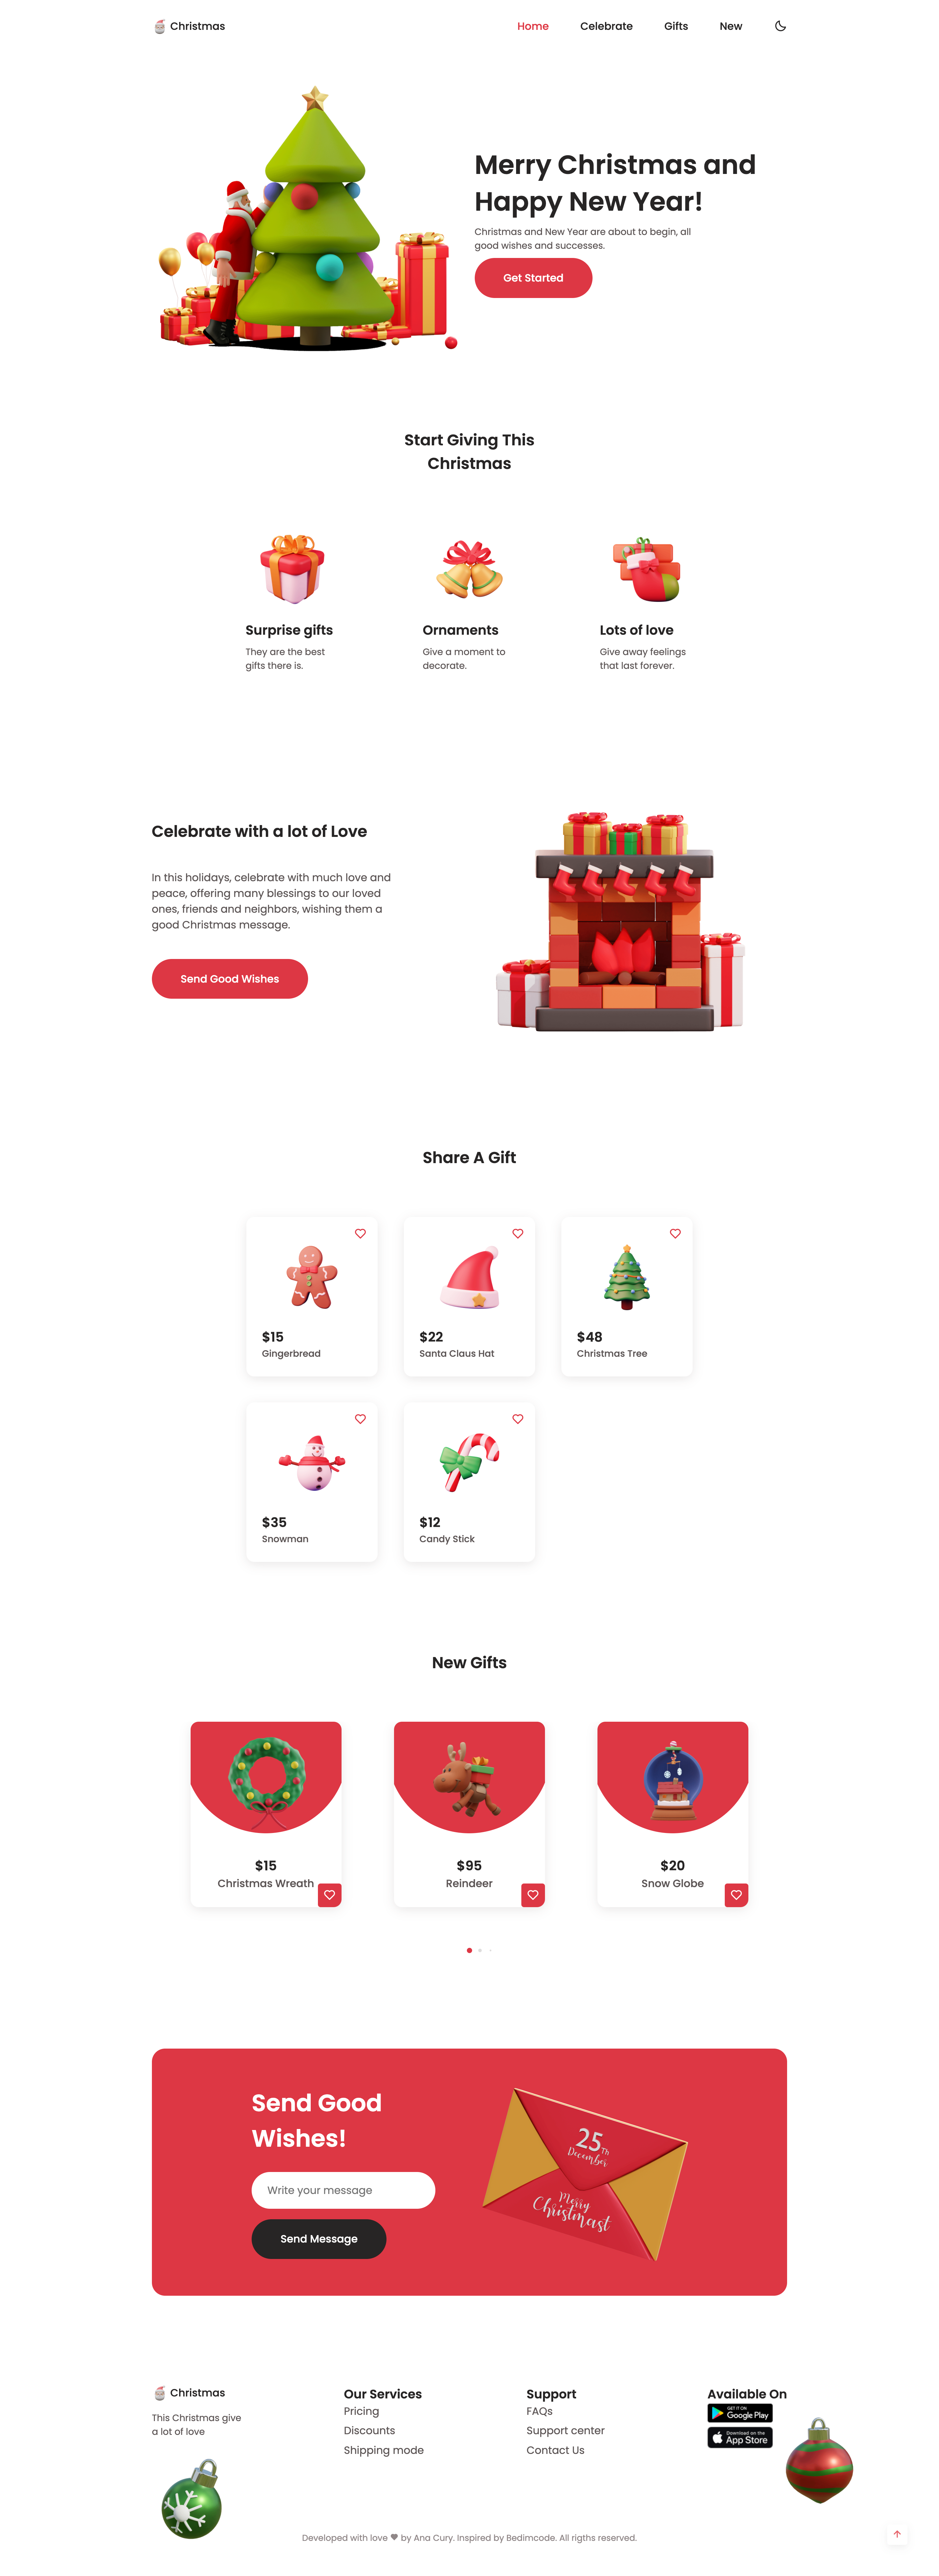 Christmas
Home
Celebrate
Gifts
New
Merry Christmas and
Happy New Year!
Christmas and New Year are about to begin, all
good wishes and successes.
Get Started
Start Giving This
Christmas
Surprise gifts
They are the best
gifts there is.
Ornaments
Give a moment to
decorate.
Lots of love
Give away feelings
that last forever.
Celebrate with a lot of Love
In this holidays, celebrate with much love and
peace, offering many blessings to our loved
ones, friends and neighbors, wishing them a
good Christmas message.
Send Good Wishes
Share A Gift
$15
Gingerbread
$22
Santa Claus Hat
$48
Christmas Tree
$35
Snowman
$12
Candy Stick
New Gifts
$15
Christmas Wreath
$95
Reindeer
$20
Snow Globe
Send Good
Wishes!
Write your message
Send Message
25Th
December
Merry
Christmast
Christmas
This Christmas give
a lot of love
Our Services
Pricing
Discounts
Shipping mode
Support
FAQs
Support center
Contact Us
Available On
GET IT ON
Google Play
Download on the
App Store
Developed with love by Ana Cury. Inspired by Bedimcode. All rigths reserved.